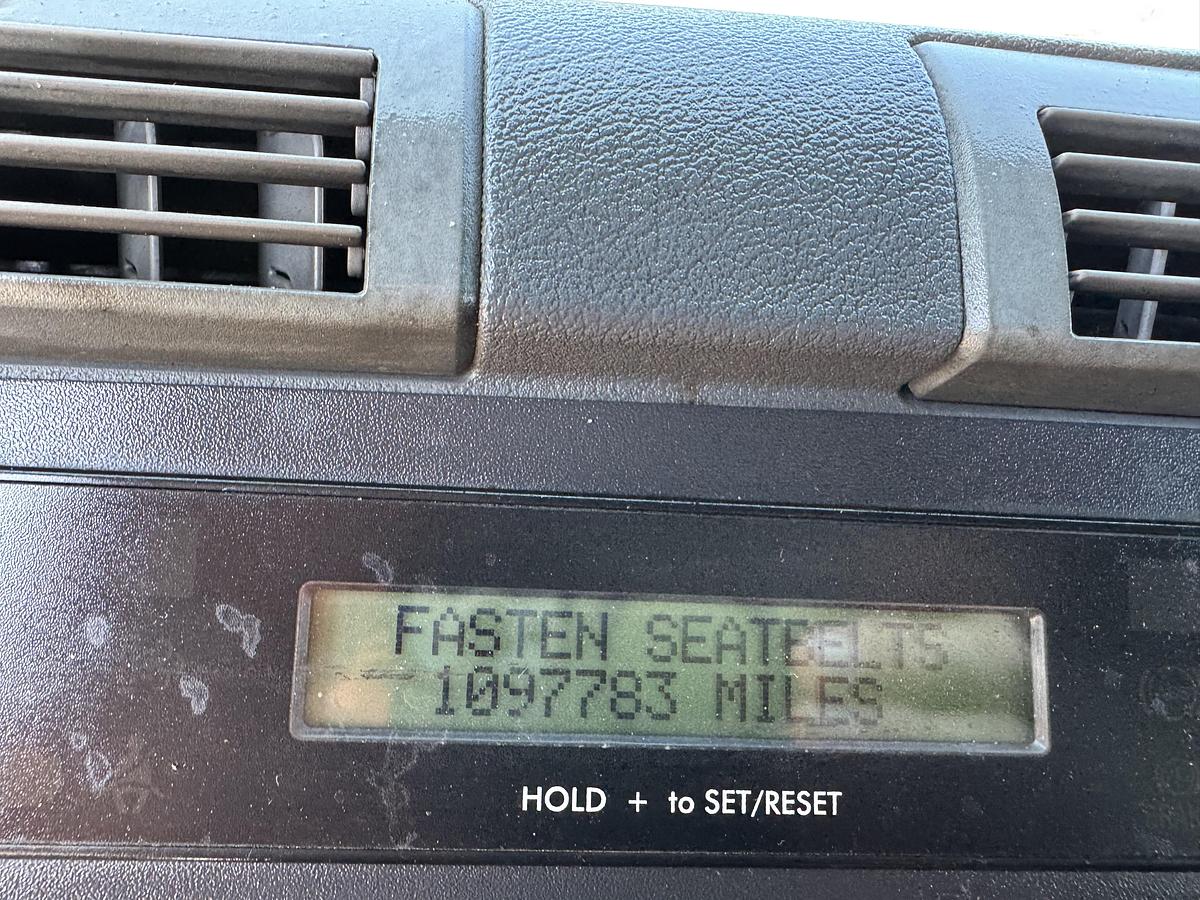 FASTEN SEATBELTS
1097783 MILES
HOLD + to SET/RESET